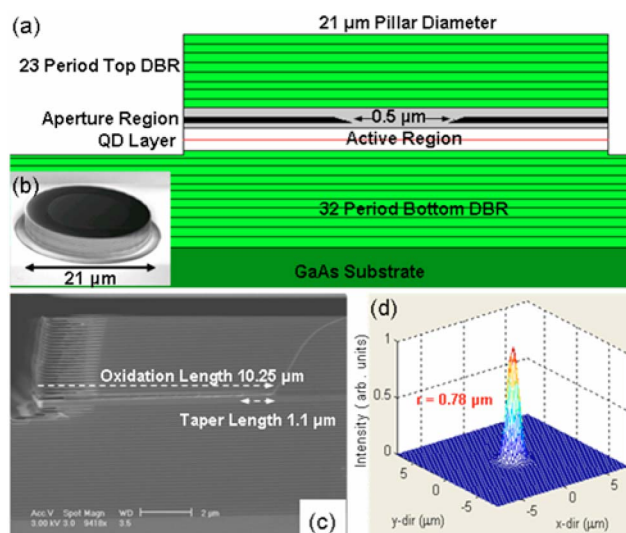 (a)
21 µm Pillar Diameter
23 Period Top DBR
Aperture Region
0.5 µm
QD Layer
Active Region
(b)
32 Period Bottom DBR
21 µm
GaAs Substrate
Oxidation Length 10.25 µm
Taper Length 1.1 µm
Acc.V Spot Magn WD
3.00 kV 3.0 9418x 3.5
2 µm
(c)
(d)
Intensity ( arb. units)
1
0.5
0
r = 0.78 µm
5
0
-5
y-dir (µm)
-5
0
5
x-dir (µm)